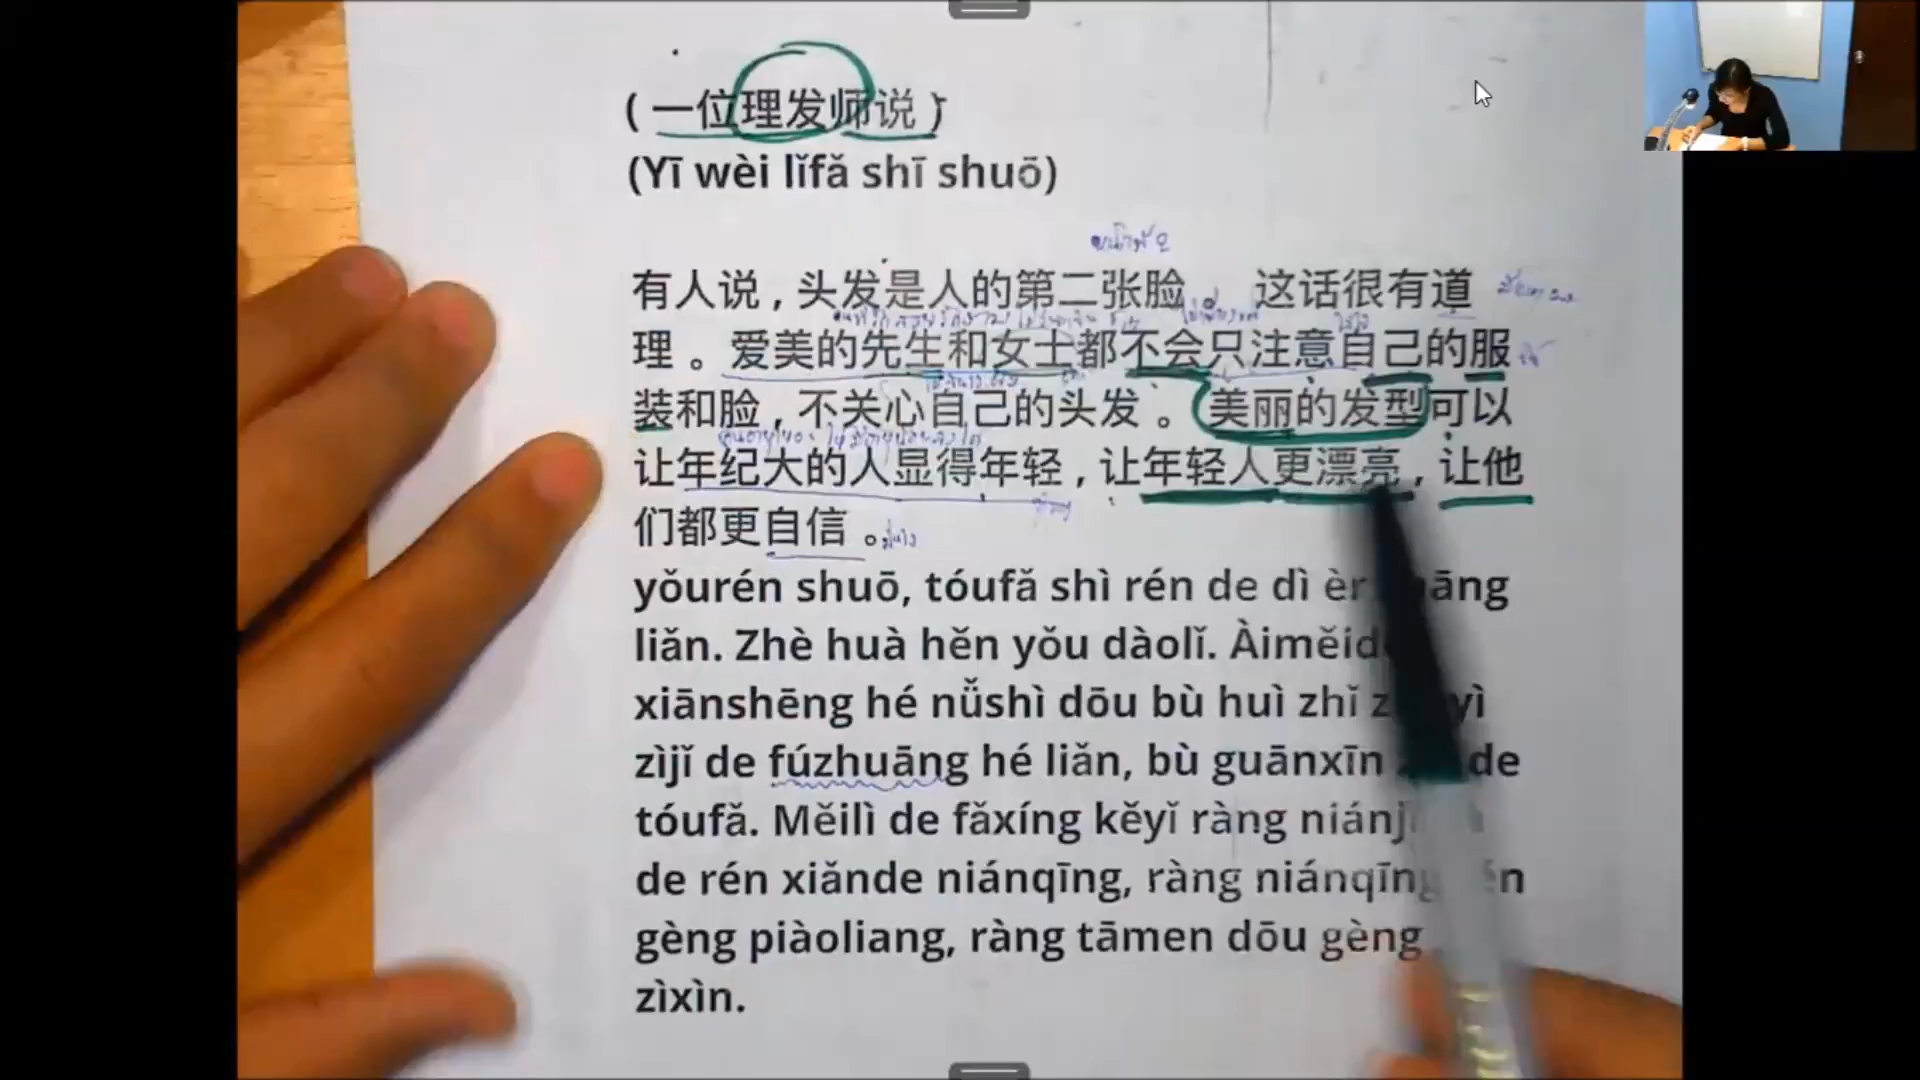 (一位理发师说)
(Yī wèi lǐfǎ shī shuō)
有人说,头发是人的第二张脸。这话很有道
理。爱美的先生和女士都不会只注意自己的服
装和脸,不关心自己的头发。美丽的发型可以
让年纪大的人显得年轻,让年轻人更漂亮,让他
们都更自信。
yǒurén shuō, tóufǎ shì rén de dì èr
liǎn. Zhè huà hěn yǒu dàolǐ.
xiānshēng hé nǚshì dōu bù huì zhǐ
zìjǐ de fúzhuāng hé liǎn, bù guānxīn de
tóufǎ. Měilì de fǎxíng kěyǐ ràng
de rén xiǎnde niánqīng, ràng niánqīng
gèng piàoliang, ràng tāmen dōu gèng
zìxìn.